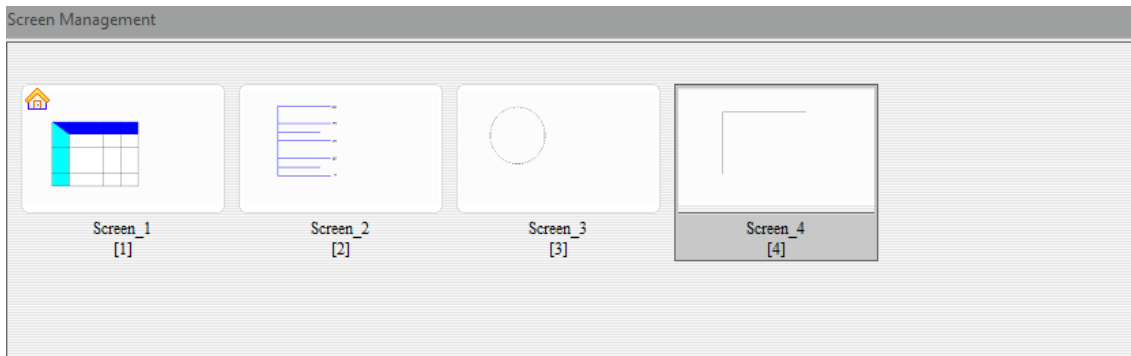 Screen Management
Screen_1
[1]
Screen_2
[2]
Screen_3
[3]
Screen_4
[4]